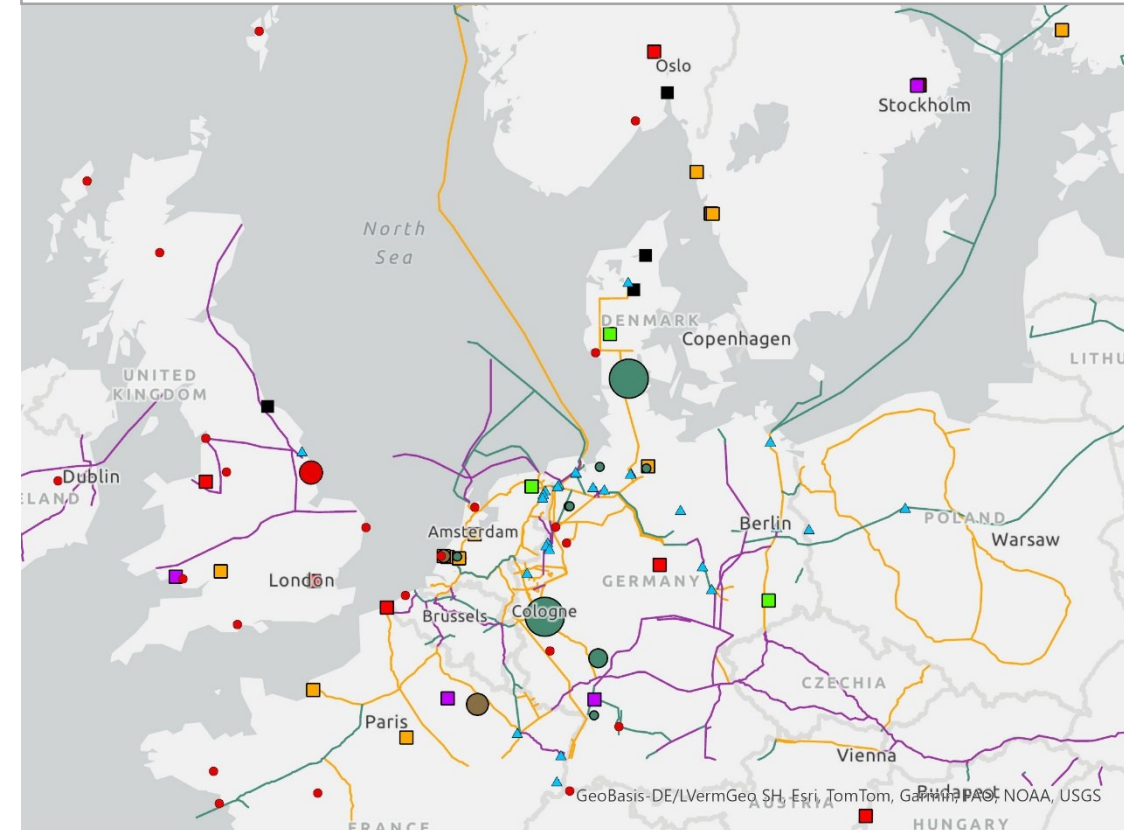 Oslo
Stockholm
North
Sea
DENMARK
Copenhagen
LITHU
UNITED
KINGDOM
Dublin
ELAND
Amsterdam
Berlin
POLAND
Warsaw
London
GERMANY
Brussels
Cologne
CZECHIA
Paris
Vienna
Budapest
GeoBasis-DE/LVermGeo SH, Esri, TomTom, Garmin, FAO, NOAA, USGS
AUSTRIA
HUNGARY
FRANCE